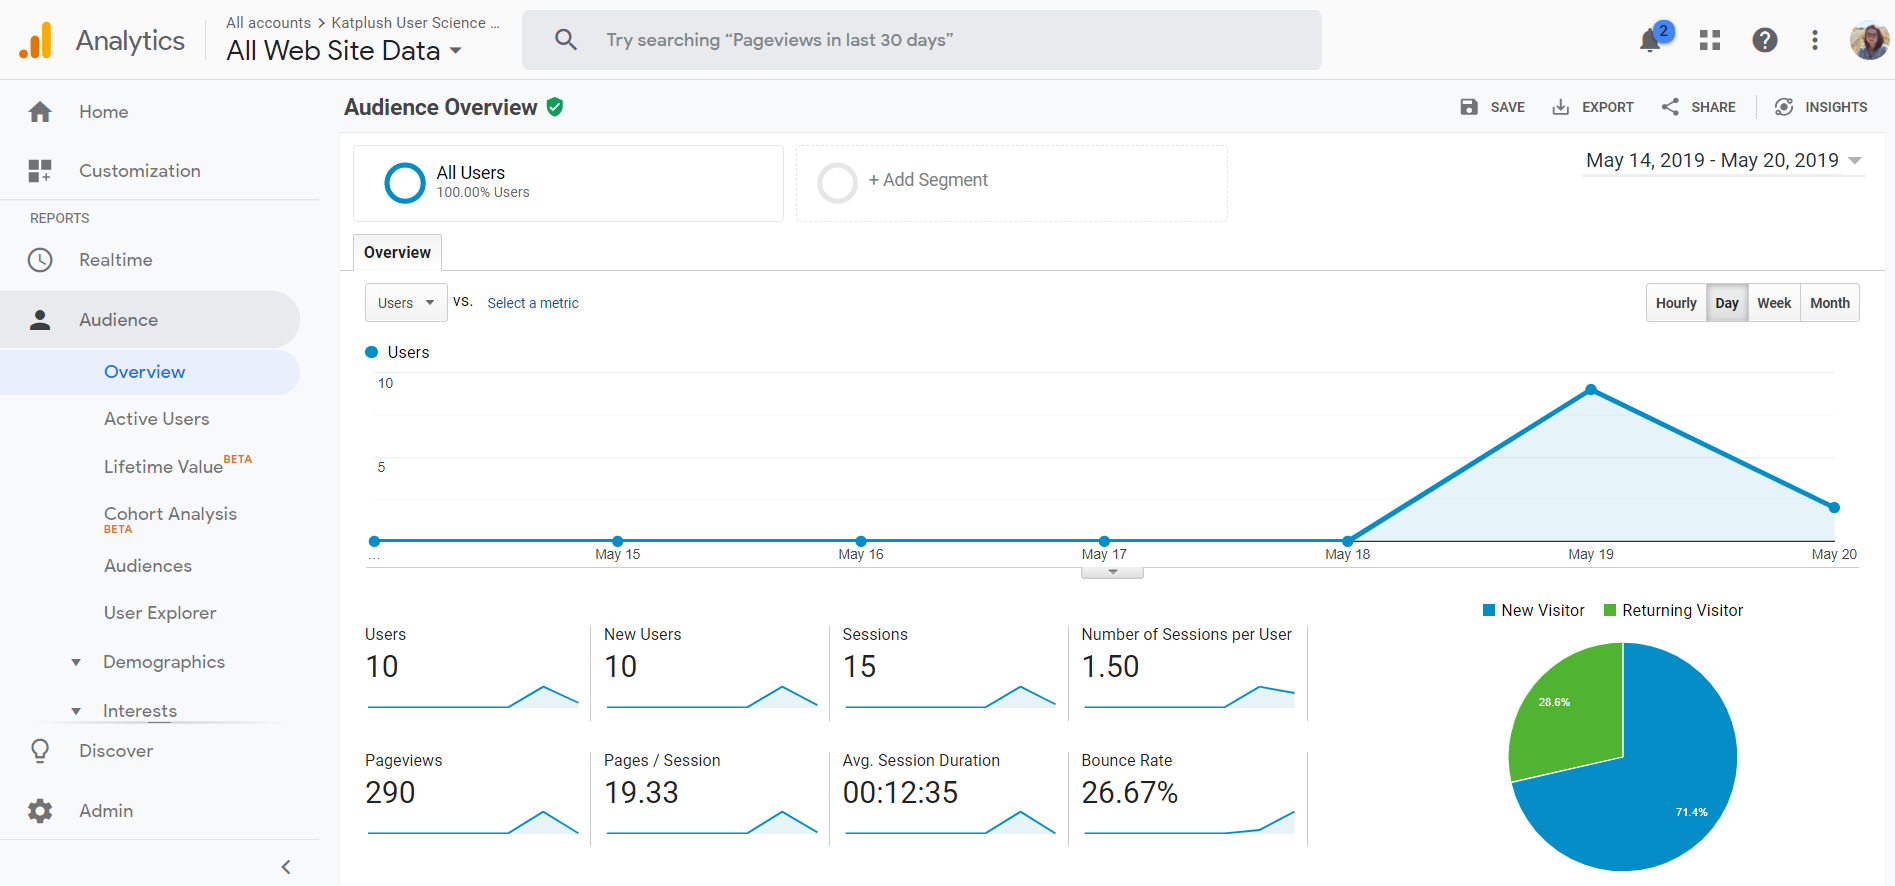 Analytics
All accounts > Katplush User Science ...
All Web Site Data
Try searching “Pageviews in last 30 days”
2
Home
Customization
REPORTS
Realtime
Audience
Overview
Active Users
Lifetime Value BETA
Cohort Analysis
BETA
Audiences
User Explorer
Demographics
Interests
Discover
Admin
Audience Overview
SAVE
EXPORT
SHARE
INSIGHTS
All Users
100.00% Users
+ Add Segment
May 14, 2019 - May 20, 2019
Overview
Users
VS.
Select a metric
Hourly
Day
Week
Month
Users
10
5
...
May 15
May 16
May 17
May 18
May 19
May 20
Users
10
New Users
10
Sessions
15
Number of Sessions per User
1.50
Pageviews
290
Pages / Session
19.33
Avg. Session Duration
00:12:35
Bounce Rate
26.67%
New Visitor
Returning Visitor
28.6%
71.4%